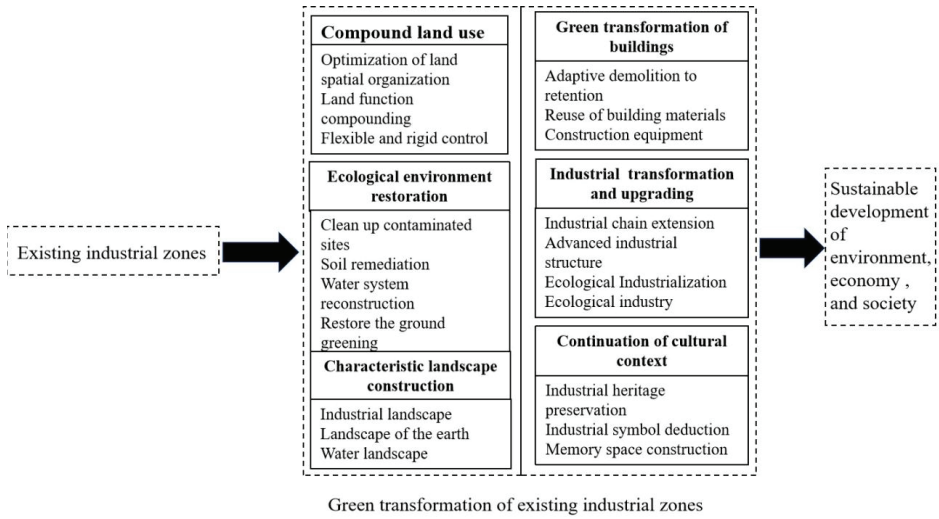 Existing industrial zones
Compound land use
Optimization of land
spatial organization
Land function
compounding
Flexible and rigid control
Ecological environment
restoration
Clean up contaminated
sites
Soil remediation
Water system
reconstruction
Restore the ground
greening
Characteristic landscape
construction
Industrial landscape
Landscape of the earth
Water landscape
Green transformation of
buildings
Adaptive demolition to
retention
Reuse of building materials
Construction equipment
Industrial transformation
and upgrading
Industrial chain extension
Advanced industrial
structure
Ecological Industrialization
Ecological industry
Continuation of cultural
context
Industrial heritage
preservation
Industrial symbol deduction
Memory space construction
Sustainable
development
of
environment,
economy ,
and society
Green transformation of existing industrial zones